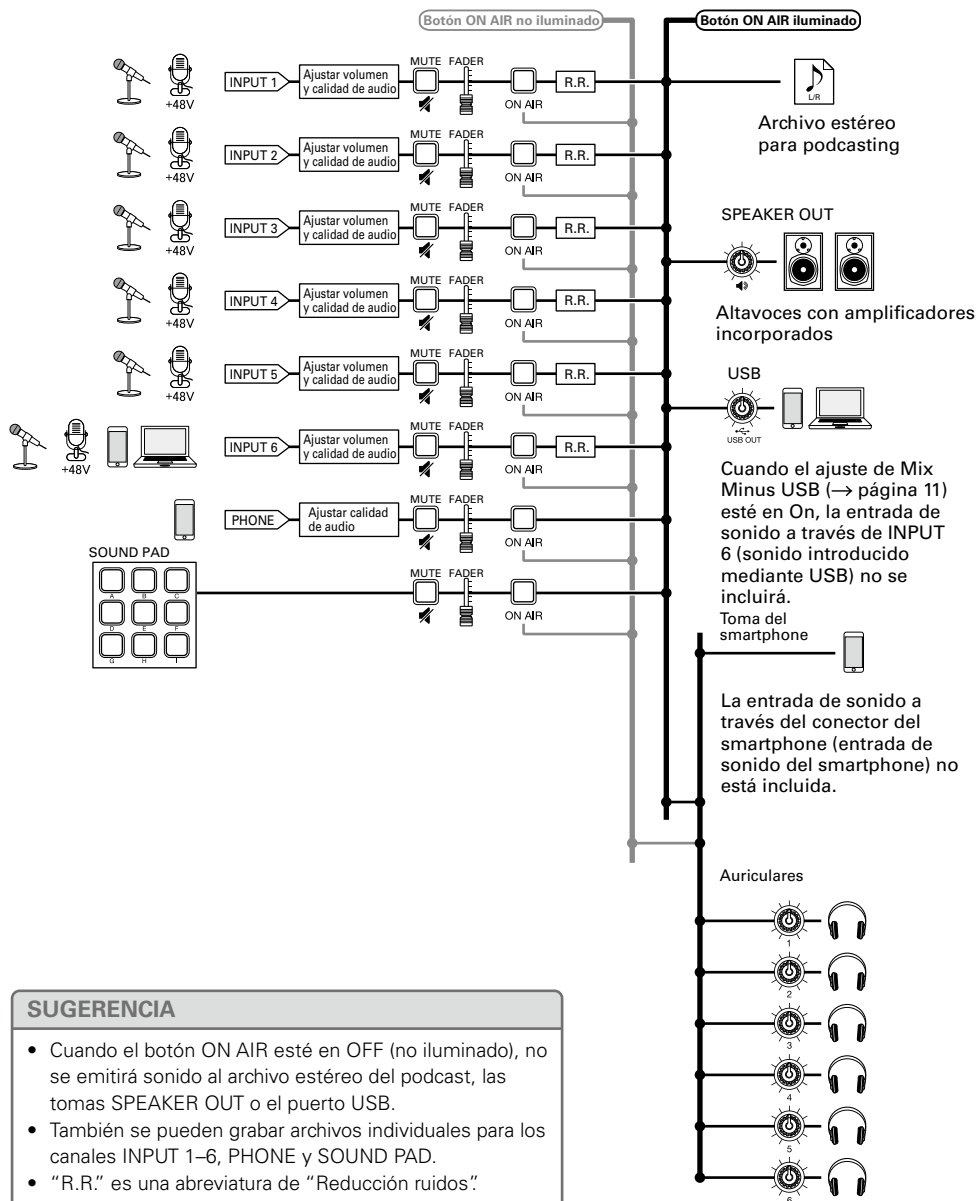 Botón ON AIR no iluminado
Botón ON AIR iluminado
+48V
INPUT 1
Ajustar volumen
y calidad de audio
MUTE FADER
ON AIR
R.R.
L/R
Archivo estéreo
para podcasting
+48V
INPUT 2
Ajustar volumen
y calidad de audio
MUTE FADER
ON AIR
R.R.
+48V
INPUT 3
Ajustar volumen
y calidad de audio
MUTE FADER
ON AIR
R.R.
SPEAKER OUT
Altavoces con amplificadores
incorporados
+48V
INPUT 4
Ajustar volumen
y calidad de audio
MUTE FADER
ON AIR
R.R.
+48V
INPUT 5
Ajustar volumen
y calidad de audio
MUTE FADER
ON AIR
R.R.
USB
USB OUT
+48V
INPUT 6
Ajustar volumen
y calidad de audio
MUTE FADER
ON AIR
R.R.
Cuando el ajuste de Mix
Minus USB (→ página 11)
esté en On, la entrada de
sonido a través de INPUT
6 (sonido introducido
mediante USB) no se
incluirá.
PHONE
Ajustar calidad
de audio
MUTE FADER
ON AIR
SOUND PAD
A B C
D E F
G H I
MUTE FADER
ON AIR
Toma del
smartphone
La entrada de sonido a
través del conector del
smartphone (entrada de
sonido del smartphone) no
está incluida.
Auriculares
1
2
3
4
5
6
SUGERENCIA
• Cuando el botón ON AIR esté en OFF (no iluminado), no
se emitirá sonido al archivo estéreo del podcast, las
tomas SPEAKER OUT o el puerto USB.
• También se pueden grabar archivos individuales para los
canales INPUT 1–6, PHONE y SOUND PAD.
• "R.R." es una abreviatura de "Reducción ruidos".